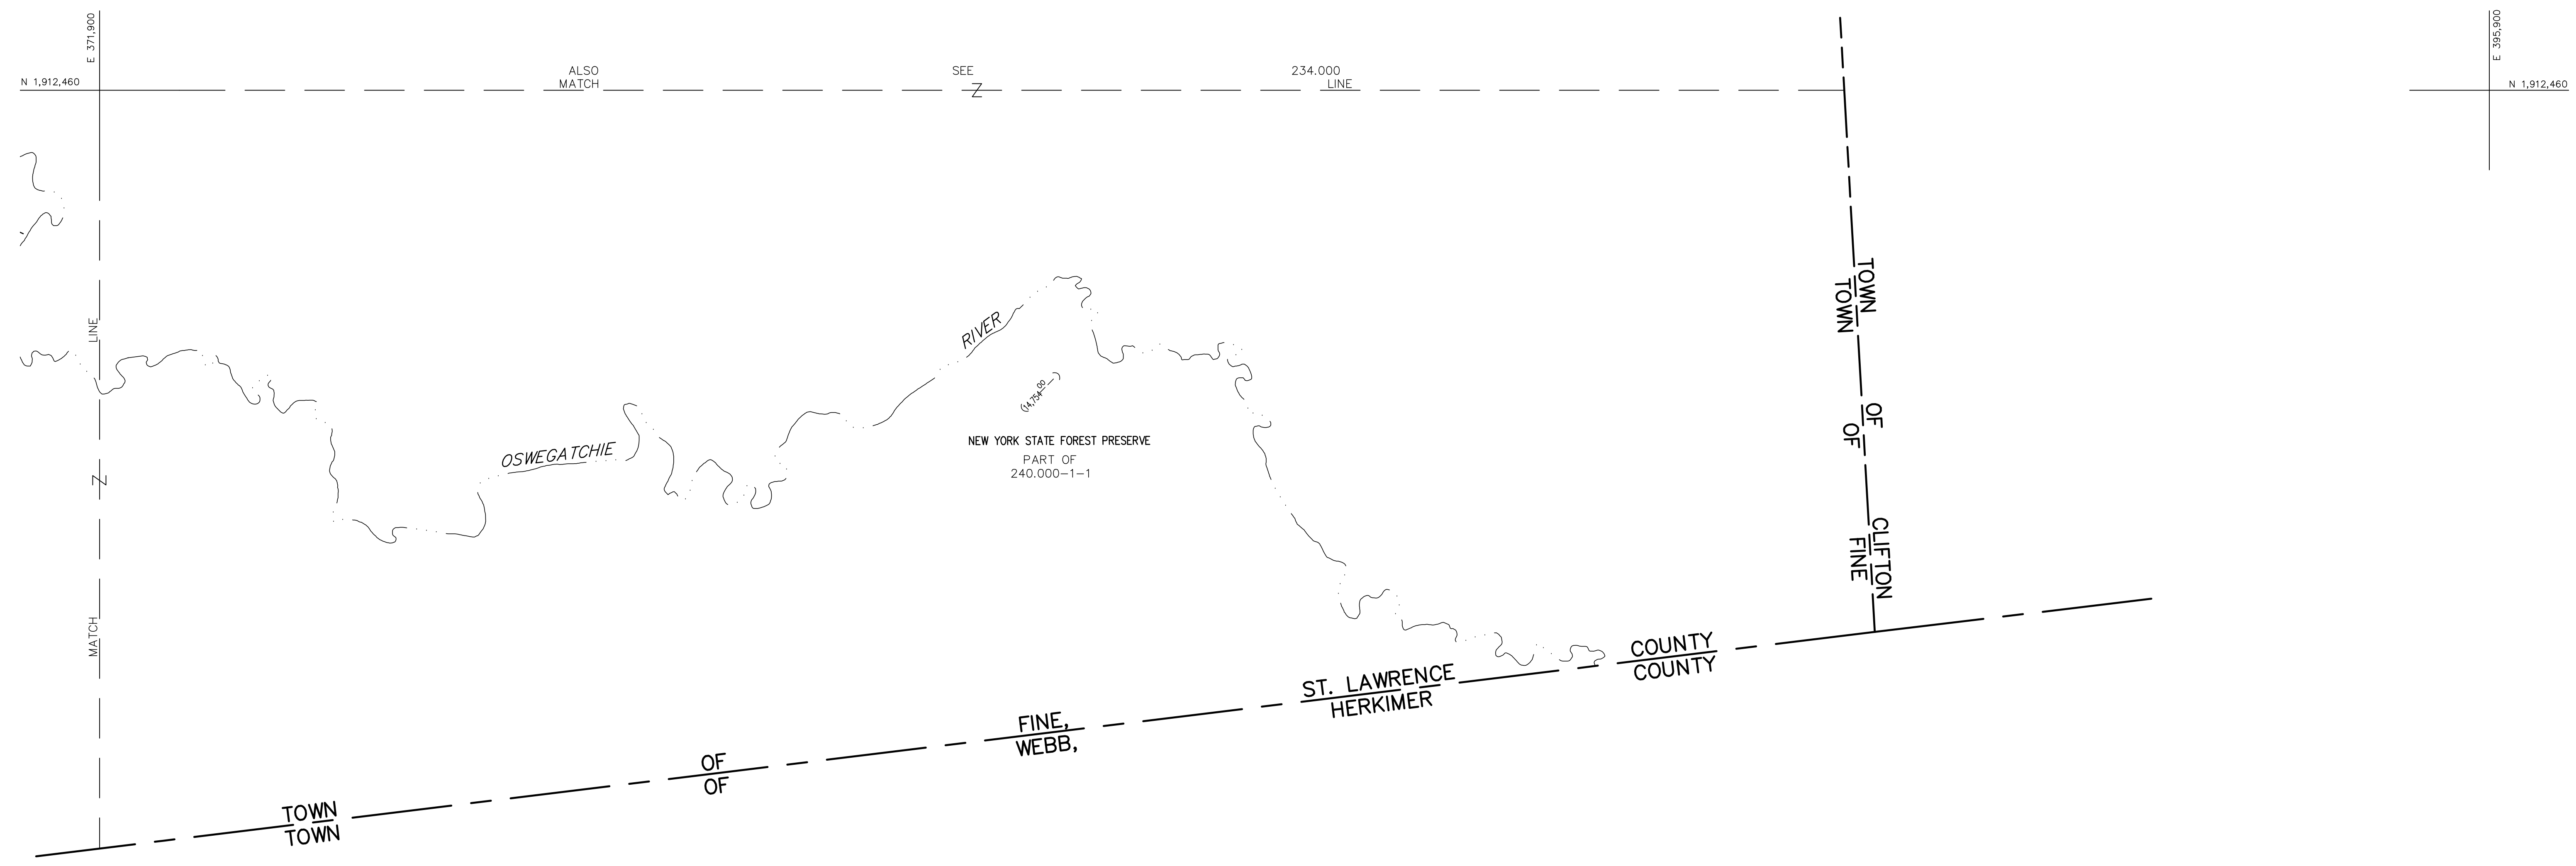 E 371,900
E 395,900
N 1,912,460
ALSO SEE 234.000
MATCH LINE
Z
N 1,912,460
LINE
Z
MATCH
OSWEGATCHIE RIVER
(14,754.00)
NEW YORK STATE FOREST PRESERVE
PART OF
240.000-1-1
TOWN OF CLIFTON
TOWN OF FINE
TOWN OF FINE, ST. LAWRENCE COUNTY
TOWN OF WEBB, HERKIMER COUNTY